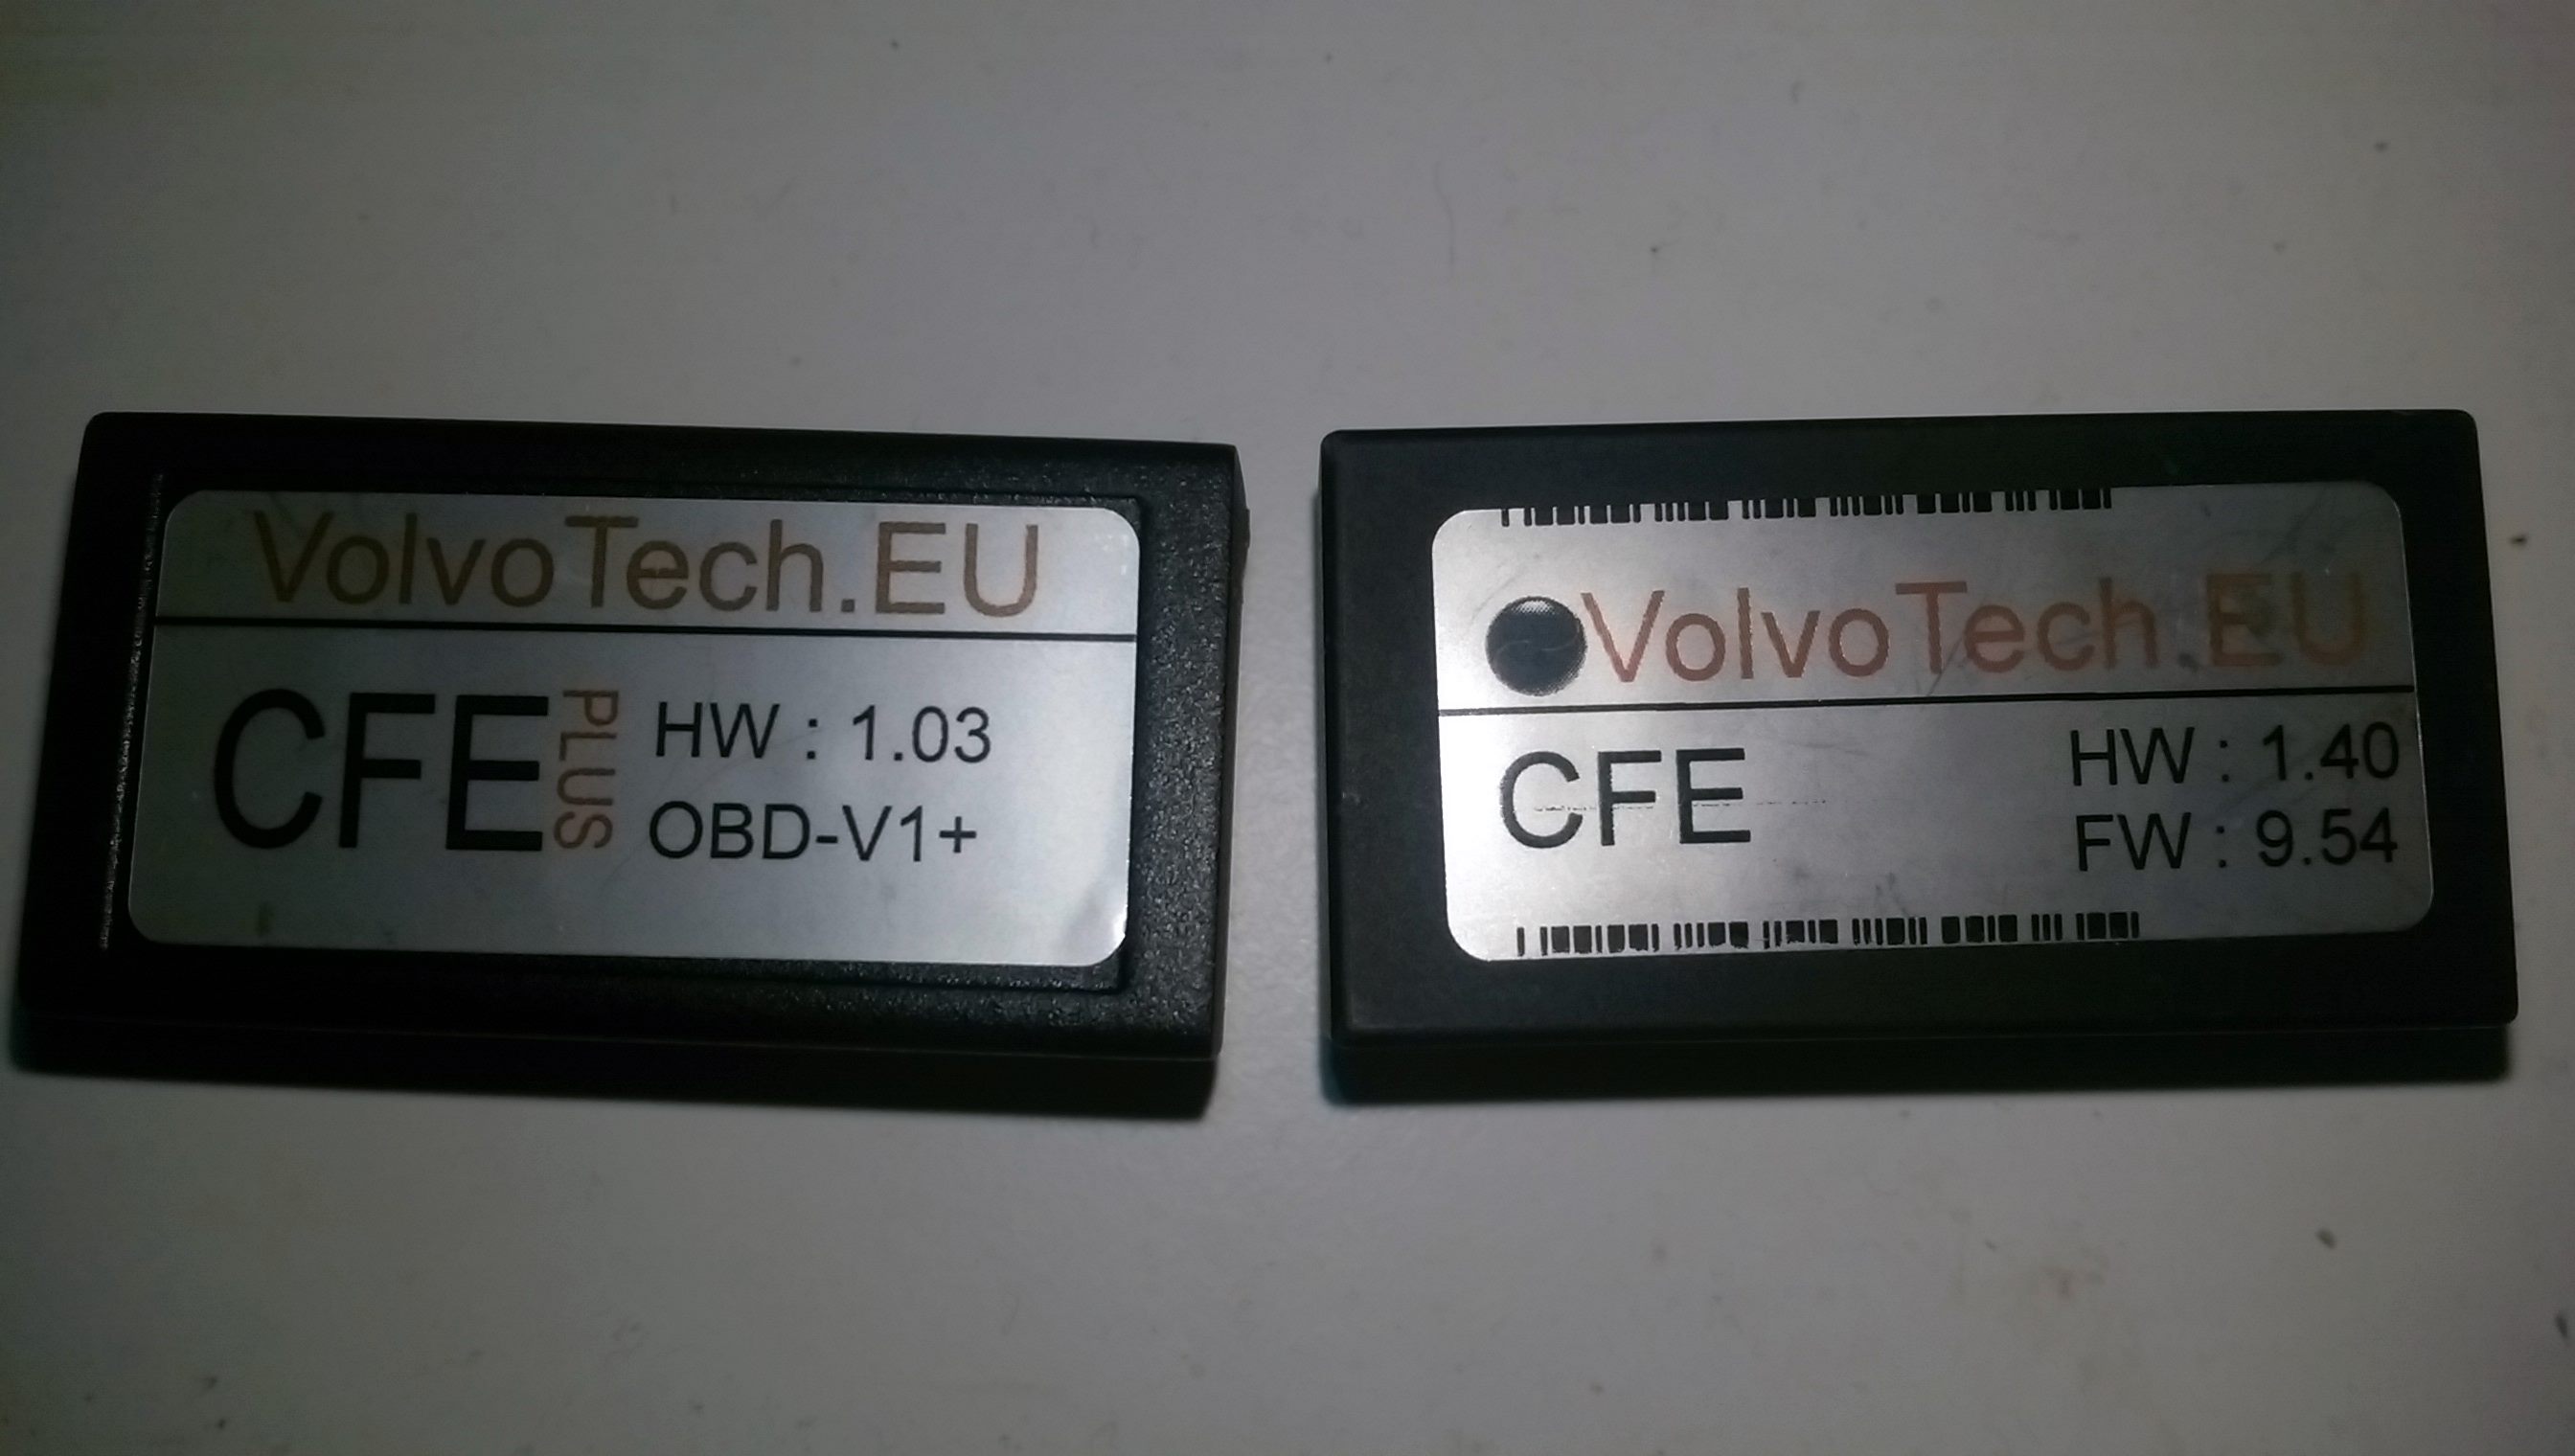 VolvoTech.EU
CFE PLUS
HW : 1.03
OBD-V1+
VolvoTech.EU
CFE
HW : 1.40
FW : 9.54